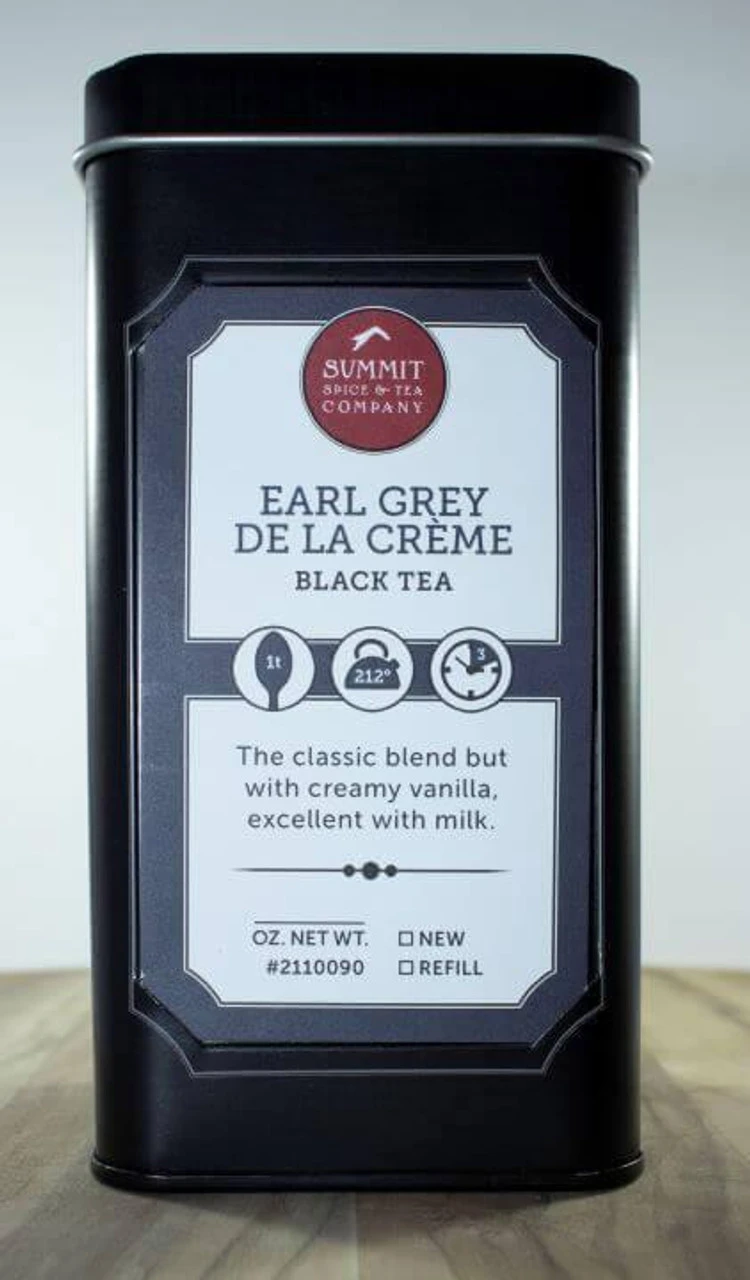 SUMMIT
SPICE & TEA
COMPANY
EARL GREY
DE LA CRÈME
BLACK TEA
1t
212°
3
The classic blend but
with creamy vanilla,
excellent with milk.
OZ. NET WT. ☐ NEW
#2110090 ☐ REFILL